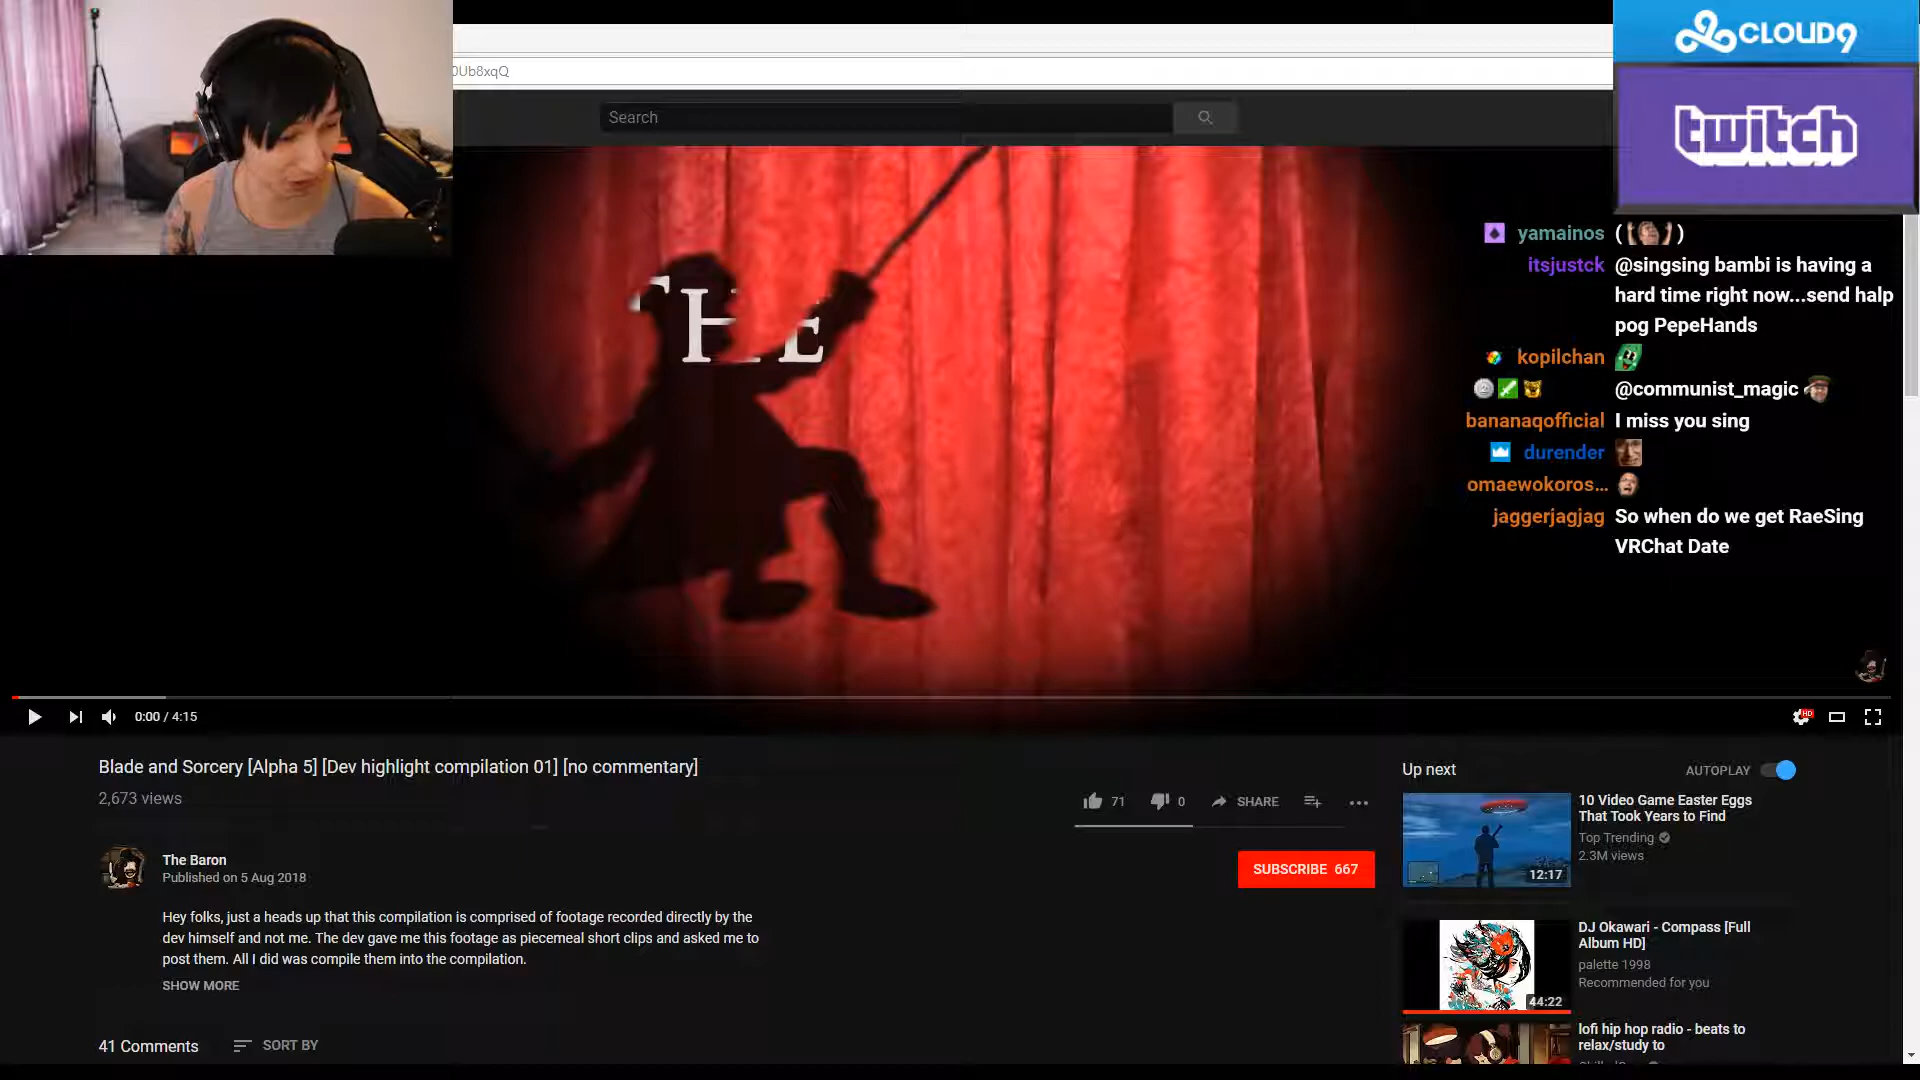 0Ub8xqQ
Search
CLOUD9
twitch
THE
yamainos ( )
itsjustck @singsing bambi is having a
hard time right now...send halp
pog PepeHands
kopilchan
@communist_magic
bananaqofficial I miss you sing
durender
omaewokoros...
jaggerjagjag So when do we get RaeSing
VRChat Date
0:00 / 4:15
HD
Blade and Sorcery [Alpha 5] [Dev highlight compilation 01] [no commentary]
2,673 views
71
0
SHARE
The Baron
Published on 5 Aug 2018
SUBSCRIBE 667
Hey folks, just a heads up that this compilation is comprised of footage recorded directly by the
dev himself and not me. The dev gave me this footage as piecemeal short clips and asked me to
post them. All I did was compile them into the compilation.
SHOW MORE
41 Comments
SORT BY
Up next
AUTOPLAY
10 Video Game Easter Eggs
That Took Years to Find
Top Trending
2.3M views
12:17
DJ Okawari - Compass [Full
Album HD]
palette 1998
Recommended for you
44:22
lofi hip hop radio - beats to
relax/study to